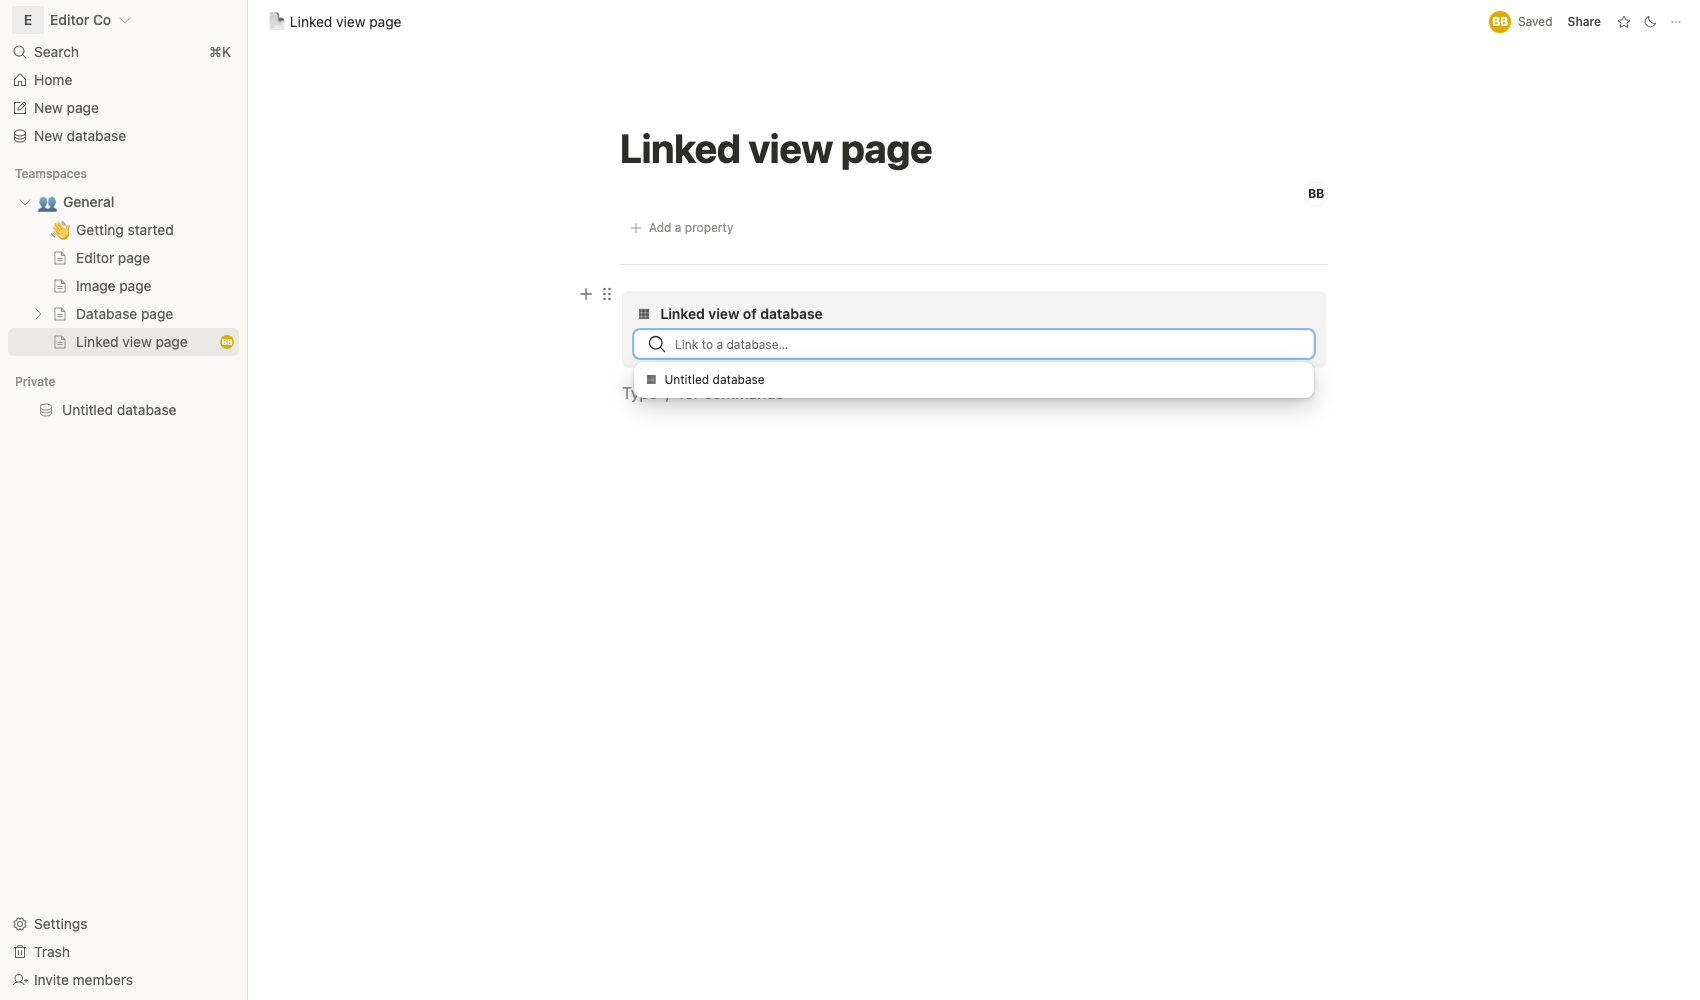 E Editor Co
Search ⌘K
Home
New page
New database
Teamspaces
General
Getting started
Editor page
Image page
Database page
Linked view page BB
Private
Untitled database
Settings
Trash
Invite members
Linked view page
BB Saved Share
Linked view page
BB
Add a property
Linked view of database
Link to a database...
Untitled database